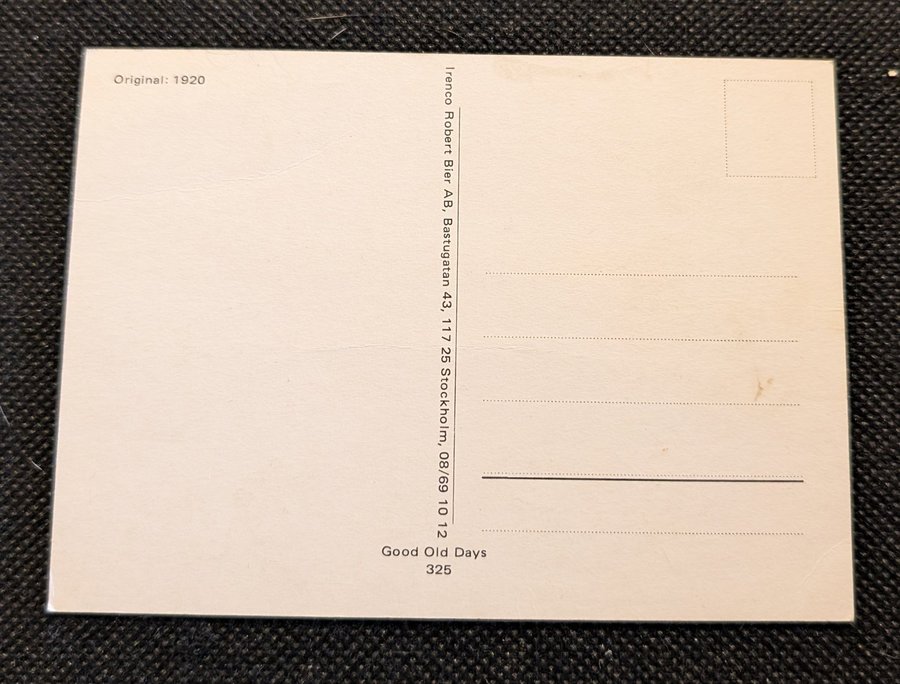 Original: 1920
Irenco Robert Bier AB, Bastugatan 43, 117 25 Stockholm, 08/69 10 12
Good Old Days
325